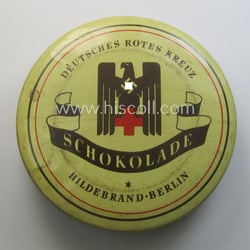 DEUTSCHES ROTES KREUZ
www.hiscoll.com
SCHOKOLADE
* HILDEBRAND·BERLIN